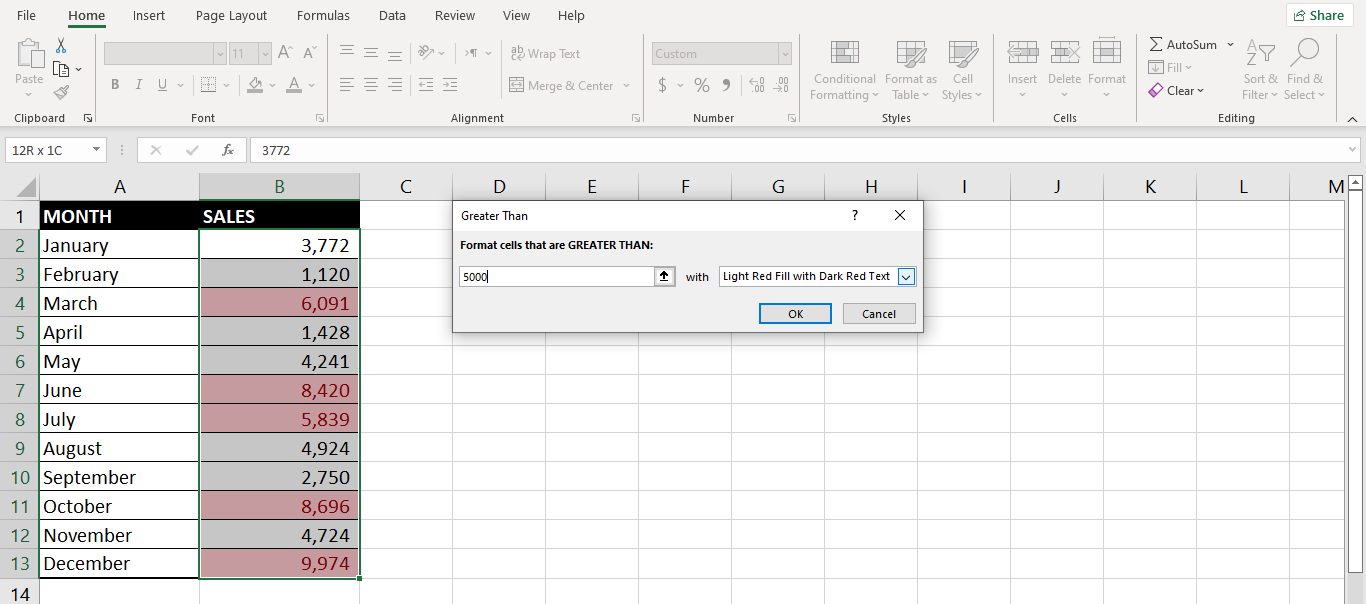 File Home Insert Page Layout Formulas Data Review View Help Share
11 A A Wrap Text Custom AutoSum
Paste Conditional Format as Cell Insert Delete Format Fill Sort & Find &
B I U A Merge & Center $ % 9 Formatting Table Styles Clear Filter Select
Clipboard Font Alignment Number Styles Cells Editing
12R x 1C fx 3772
A B C D E F G H I J K L M
1 MONTH SALES
2 January 3,772
3 February 1,120
4 March 6,091
5 April 1,428
6 May 4,241
7 June 8,420
8 July 5,839
9 August 4,924
10 September 2,750
11 October 8,696
12 November 4,724
13 December 9,974
14
Greater Than ?
Format cells that are GREATER THAN:
5000 with Light Red Fill with Dark Red Text
OK Cancel